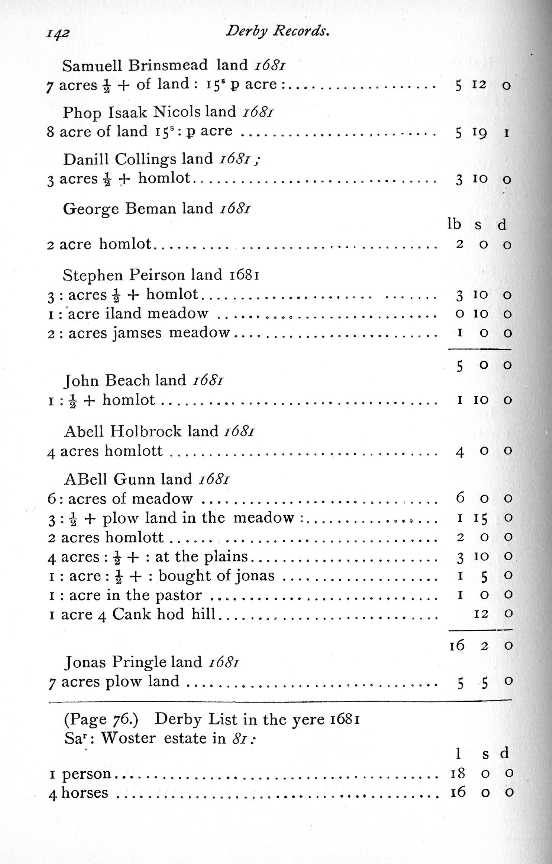 142 Derby Records.
Samuell Brinsmead land 1681
7 acres ½ + of land : 15ˢ p acre :.................. 5 12 0
Phop Isaak Nicols land 1681
8 acre of land 15ˢ : p acre ........................ 5 19 1
Danill Collings land 1681 ;
3 acres ½ + homlot.............................. 3 10 0
George Beman land 1681
lb s d
2 acre homlot................................... 2 0 0
Stephen Peirson land 1681
3 : acres ½ + homlot............................. 3 10 0
1 : acre iland meadow ........................... 0 10 0
2 : acres jamses meadow.......................... 1 0 0
5 0 0
John Beach land 1681
1 : ½ + homlot .................................. 1 10 0
Abell Holbrock land 1681
4 acres homlott ................................. 4 0 0
ABell Gunn land 1681
6 : acres of meadow ............................. 6 0 0
3 : ½ + plow land in the meadow :................ 1 15 0
2 acres homlott ................................. 2 0 0
4 acres : ½ + : at the plains....................... 3 10 0
1 : acre : ½ + : bought of jonas .................... 1 5 0
1 : acre in the pastor ............................ 1 0 0
1 acre 4 Cank hod hill............................ 12 0
16 2 0
Jonas Pringle land 1681
7 acres plow land ............................... 5 5 0
(Page 76.) Derby List in the yere 1681
Saʳ : Woster estate in 81 :
l s d
1 person......................................... 18 0 0
4 horses ........................................ 16 0 0